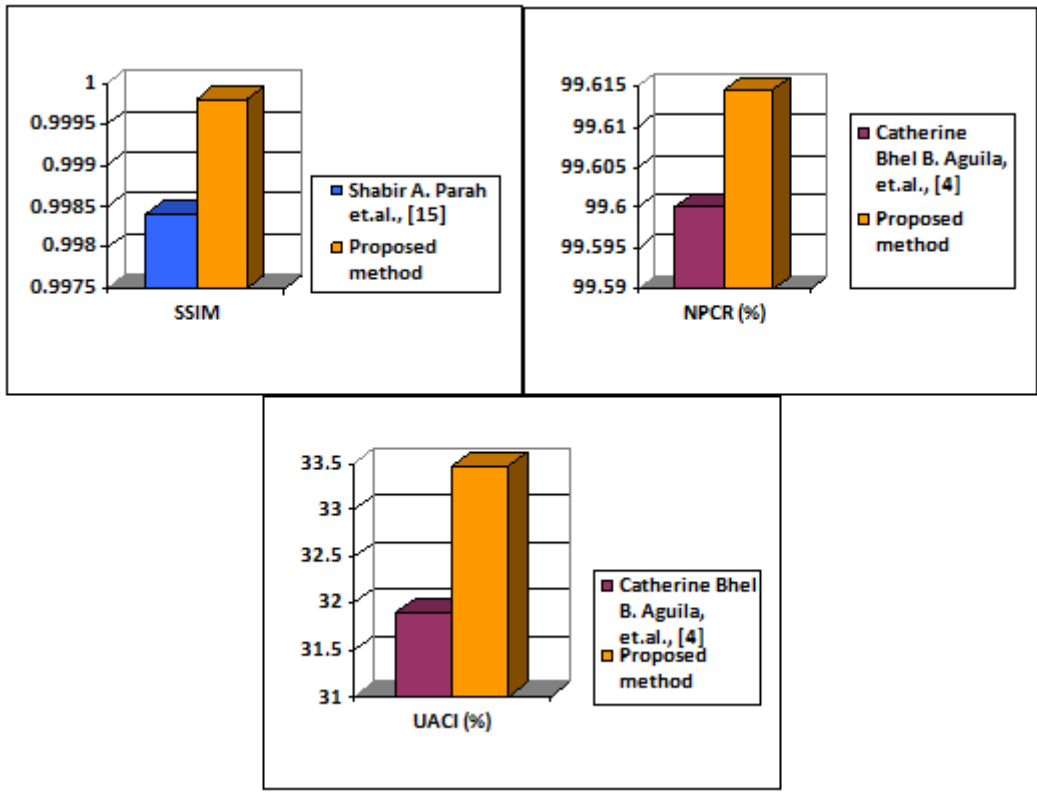 1
0.9995
0.999
0.9985
0.998
0.9975
SSIM
Shabir A. Parah
et.al., [15]
Proposed
method
99.615
99.61
99.605
99.6
99.595
99.59
NPCR (%)
Catherine
Bhel B. Aguila,
et.al., [4]
Proposed
method
33.5
33
32.5
32
31.5
31
UACI (%)
Catherine Bhel
B. Aguila,
et.al., [4]
Proposed
method